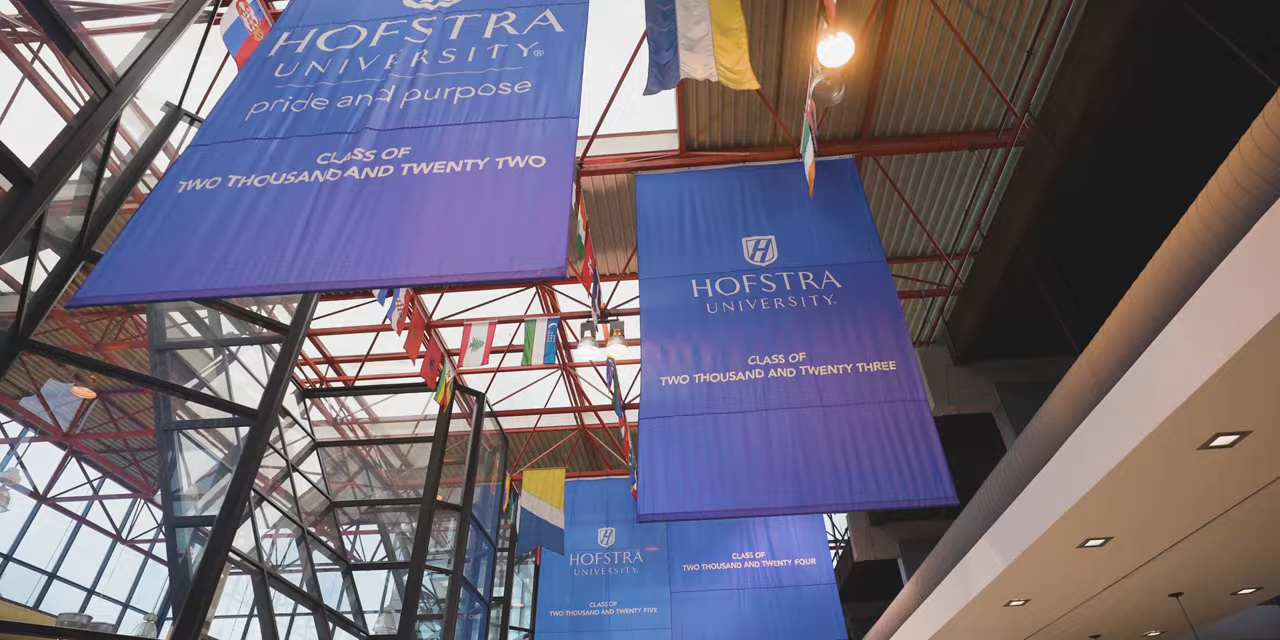 HOFSTRA
UNIVERSITY®
pride and purpose
CLASS OF
TWO THOUSAND AND TWENTY TWO
H
HOFSTRA
UNIVERSITY.
CLASS OF
TWO THOUSAND AND TWENTY THREE
H
HOFSTRA
UNIVERSITY.
CLASS OF
TWO THOUSAND AND TWENTY FIVE
CLASS OF
TWO THOUSAND AND TWENTY FOUR